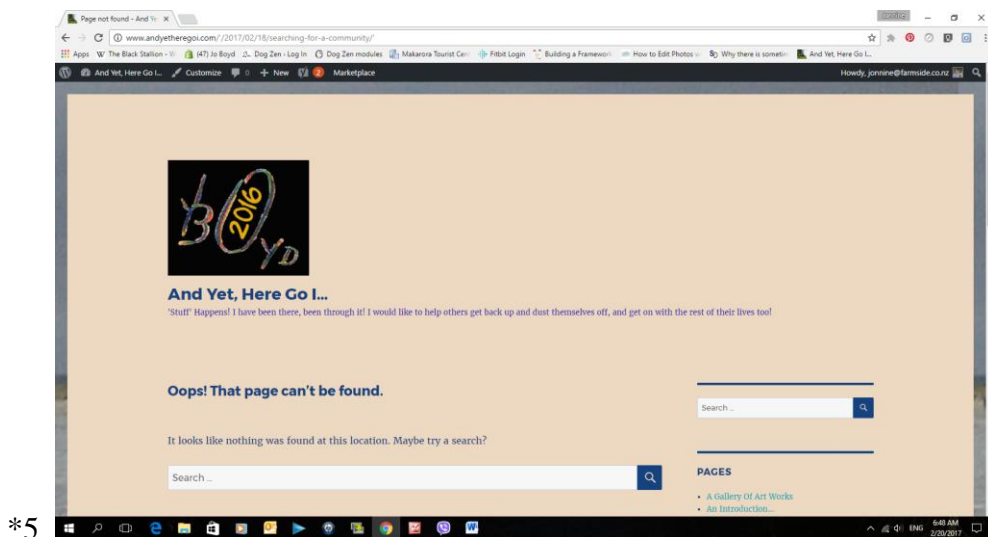 Page not found - And Ye
jonnine
www.andyetheregoi.com/'/2017/02/18/searching-for-a-community/'
Apps W The Black Stallion - W (47) Jo Boyd Dog Zen - Log In Dog Zen modules Makarora Tourist Cen Fitbit Login Building a Framework How to Edit Photos Why there is sometin And Yet, Here Go I...
And Yet, Here Go I... Customize 0 + New 2 Marketplace Howdy, jonnine@farmside.co.nz
BOYD
2016
And Yet, Here Go I...
'Stuff' Happens! I have been there, been through it! I would like to help others get back up and dust themselves off, and get on with the rest of their lives too!
Oops! That page can't be found.
Search ...
It looks like nothing was found at this location. Maybe try a search?
Search ...
PAGES
• A Gallery Of Art Works
• An Introduction...
*5
ENG 6:48 AM
2/20/2017